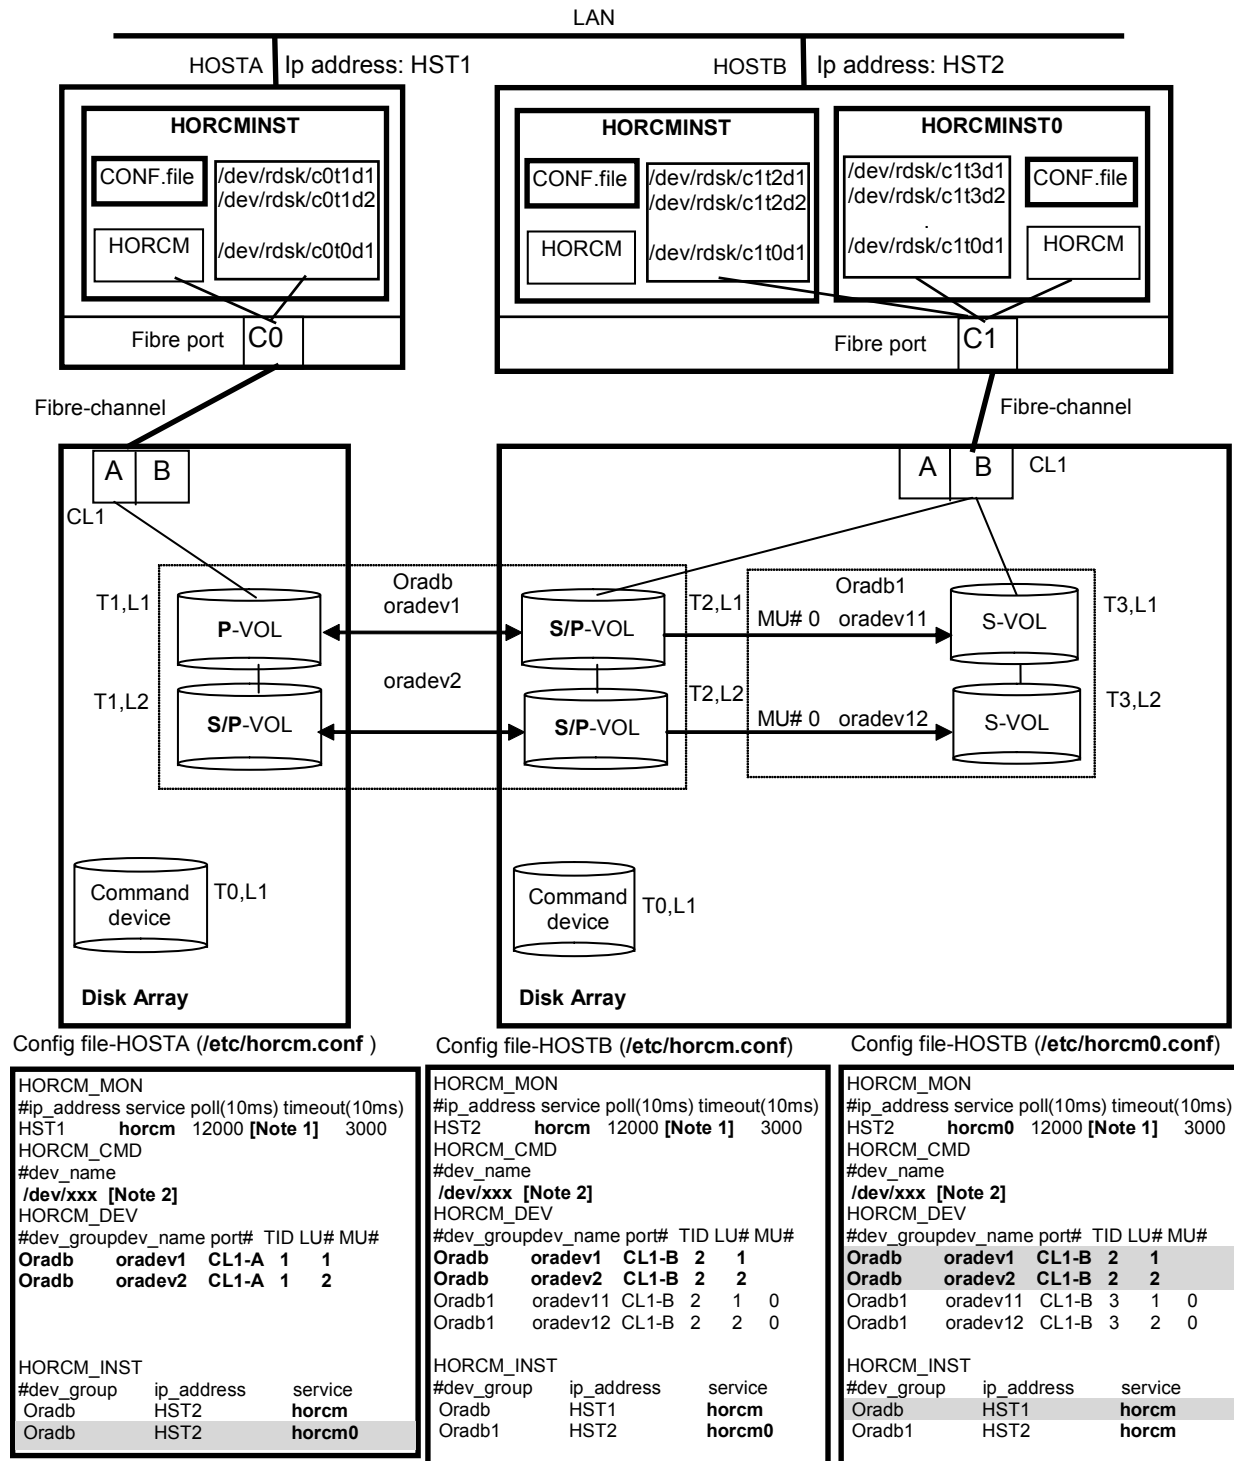 LAN
HOSTA Ip address: HST1
HOSTB Ip address: HST2
HORCMINST
CONF.file
/dev/rdsk/c0t1d1
/dev/rdsk/c0t1d2
HORCM
/dev/rdsk/c0t0d1
Fibre port C0
HORCMINST
CONF.file
/dev/rdsk/c1t2d1
/dev/rdsk/c1t2d2
HORCM
/dev/rdsk/c1t0d1
HORCMINST0
/dev/rdsk/c1t3d1
/dev/rdsk/c1t3d2
.
/dev/rdsk/c1t0d1
CONF.file
HORCM
Fibre port C1
Fibre-channel
Fibre-channel
A B
CL1
A B CL1
Oradb
oradev1
T1,L1
P-VOL
S/P-VOL
T2,L1
Oradb1
MU# 0 oradev11
S-VOL
T3,L1
oradev2
T1,L2
S/P-VOL
S/P-VOL
T2,L2
MU# 0 oradev12
S-VOL
T3,L2
Command
device
T0,L1
Disk Array
Command
device
T0,L1
Disk Array
Config file-HOSTA (/etc/horcm.conf )
HORCM_MON
#ip_address service poll(10ms) timeout(10ms)
HST1 horcm 12000 [Note 1] 3000
HORCM_CMD
#dev_name
/dev/xxx [Note 2]
HORCM_DEV
#dev_groupdev_name port# TID LU# MU#
Oradb oradev1 CL1-A 1 1
Oradb oradev2 CL1-A 1 2
HORCM_INST
#dev_group ip_address service
Oradb HST2 horcm
Oradb HST2 horcm0
Config file-HOSTB (/etc/horcm.conf)
HORCM_MON
#ip_address service poll(10ms) timeout(10ms)
HST2 horcm 12000 [Note 1] 3000
HORCM_CMD
#dev_name
/dev/xxx [Note 2]
HORCM_DEV
#dev_groupdev_name port# TID LU# MU#
Oradb oradev1 CL1-B 2 1
Oradb oradev2 CL1-B 2 2
Oradb1 oradev11 CL1-B 2 1 0
Oradb1 oradev12 CL1-B 2 2 0
HORCM_INST
#dev_group ip_address service
Oradb HST1 horcm
Oradb1 HST2 horcm0
Config file-HOSTB (/etc/horcm0.conf)
HORCM_MON
#ip_address service poll(10ms) timeout(10ms)
HST2 horcm0 12000 [Note 1] 3000
HORCM_CMD
#dev_name
/dev/xxx [Note 2]
HORCM_DEV
#dev_groupdev_name port# TID LU# MU#
Oradb oradev1 CL1-B 2 1
Oradb oradev2 CL1-B 2 2
Oradb1 oradev11 CL1-B 3 1 0
Oradb1 oradev12 CL1-B 3 2 0
HORCM_INST
#dev_group ip_address service
Oradb HST1 horcm
Oradb1 HST2 horcm